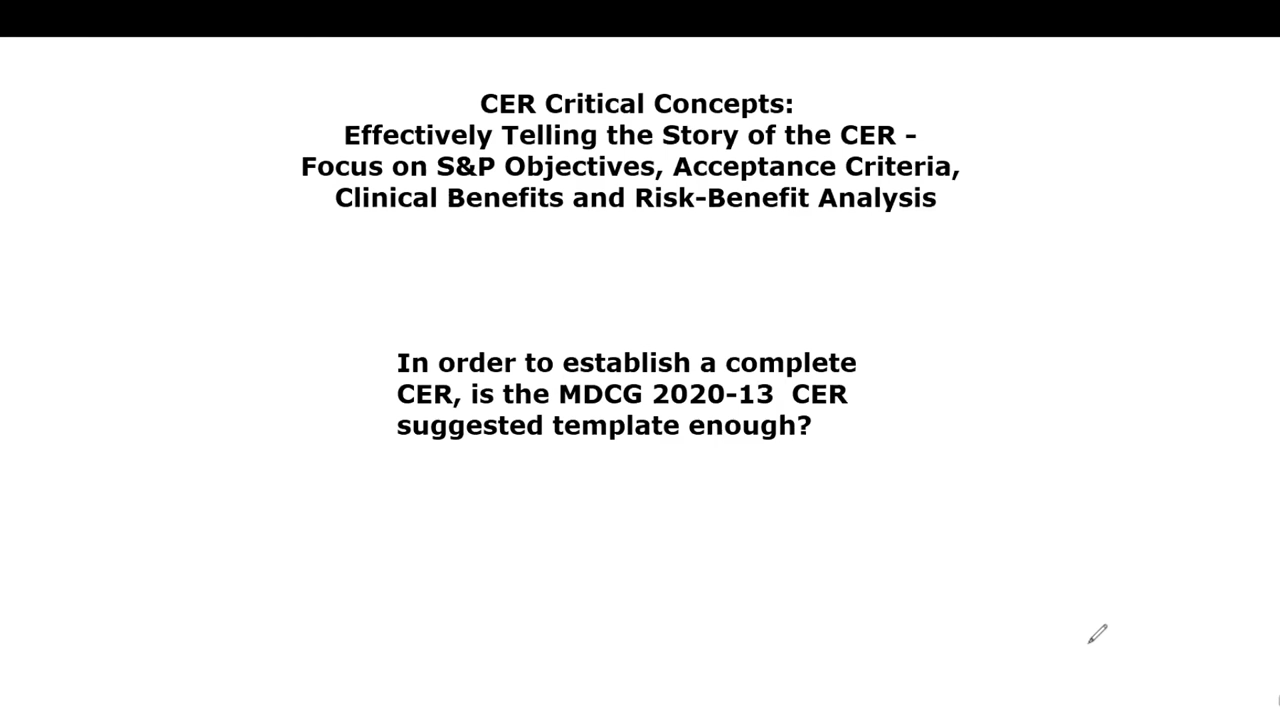 CER Critical Concepts:
Effectively Telling the Story of the CER –
Focus on S&P Objectives, Acceptance Criteria,
Clinical Benefits and Risk-Benefit Analysis
In order to establish a complete
CER, is the MDCG 2020-13  CER
suggested template enough?